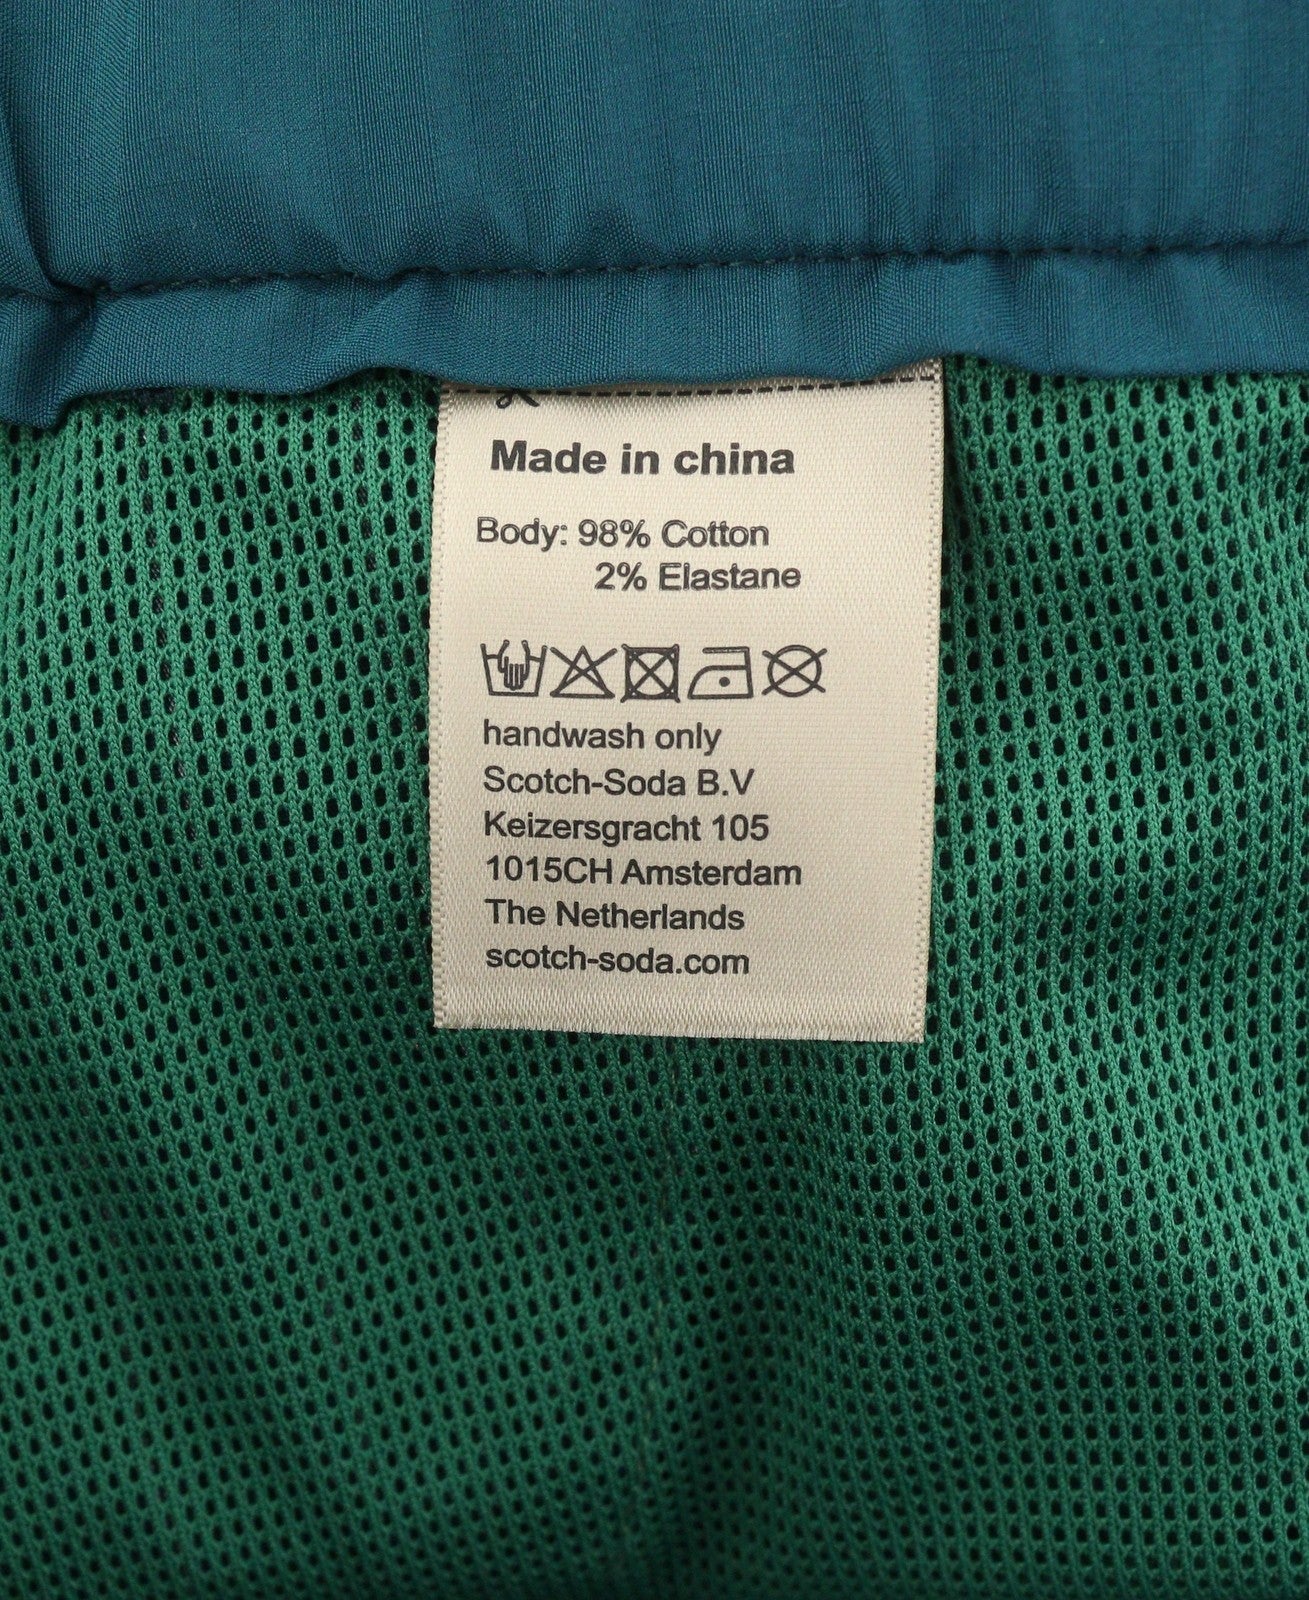 Made in china
Body: 98% Cotton
2% Elastane
handwash only
Scotch-Soda B.V
Keizersgracht 105
1015CH Amsterdam
The Netherlands
scotch-soda.com